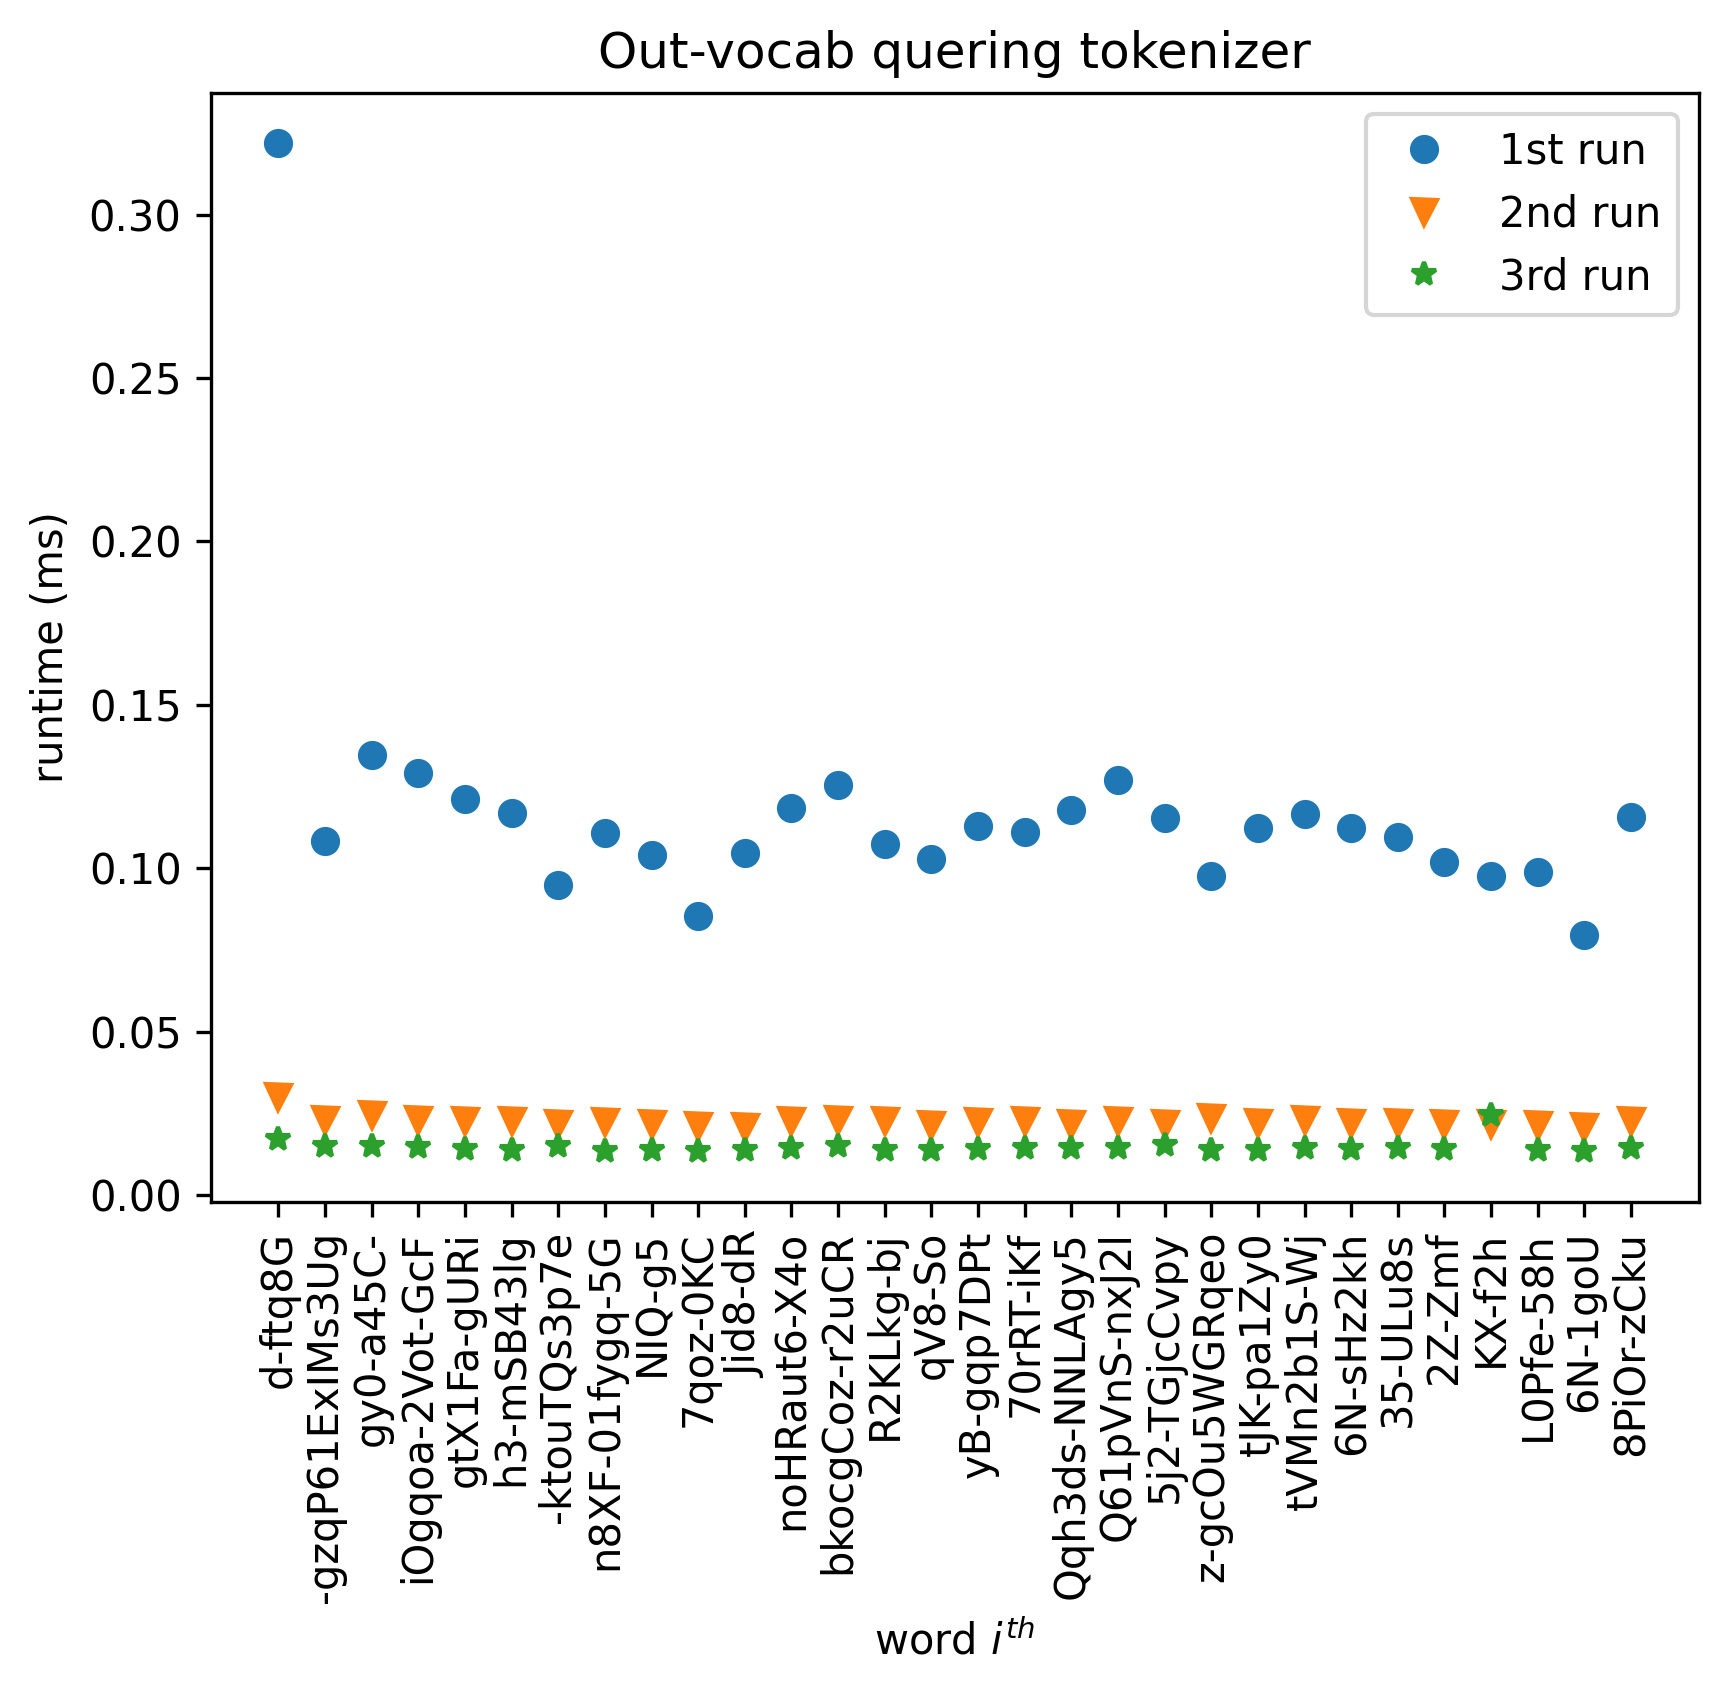 Out-vocab quering tokenizer
1st run
2nd run
3rd run
0.30
0.25
0.20
0.15
0.10
0.05
0.00
runtime (ms)
d-ftq8G
-gzqP61ExIMs3Ug
gy0-a45C-
iOgqoa-2Vot-GcF
gtX1Fa-gURi
h3-mSB43lg
-ktouTQs3p7e
n8XF-01fygq-5G
NlQ-g5
7qoz-0KC
Jid8-dR
noHRaut6-X4o
bkocgCoz-r2uCR
R2KLkg-bj
qV8-So
yB-gqp7DPt
70rRT-iKf
Qqh3ds-NNLAgy5
Q61pVnS-nxJ2l
5j2-TGjcCvpy
z-gcOu5WGRqeo
tJK-pa1Zy0
tVMn2b1S-Wj
6N-sHz2kh
35-ULu8s
2Z-Zmf
KX-f2h
L0Pfe-58h
6N-1goU
8PiOr-zCku
word i^th